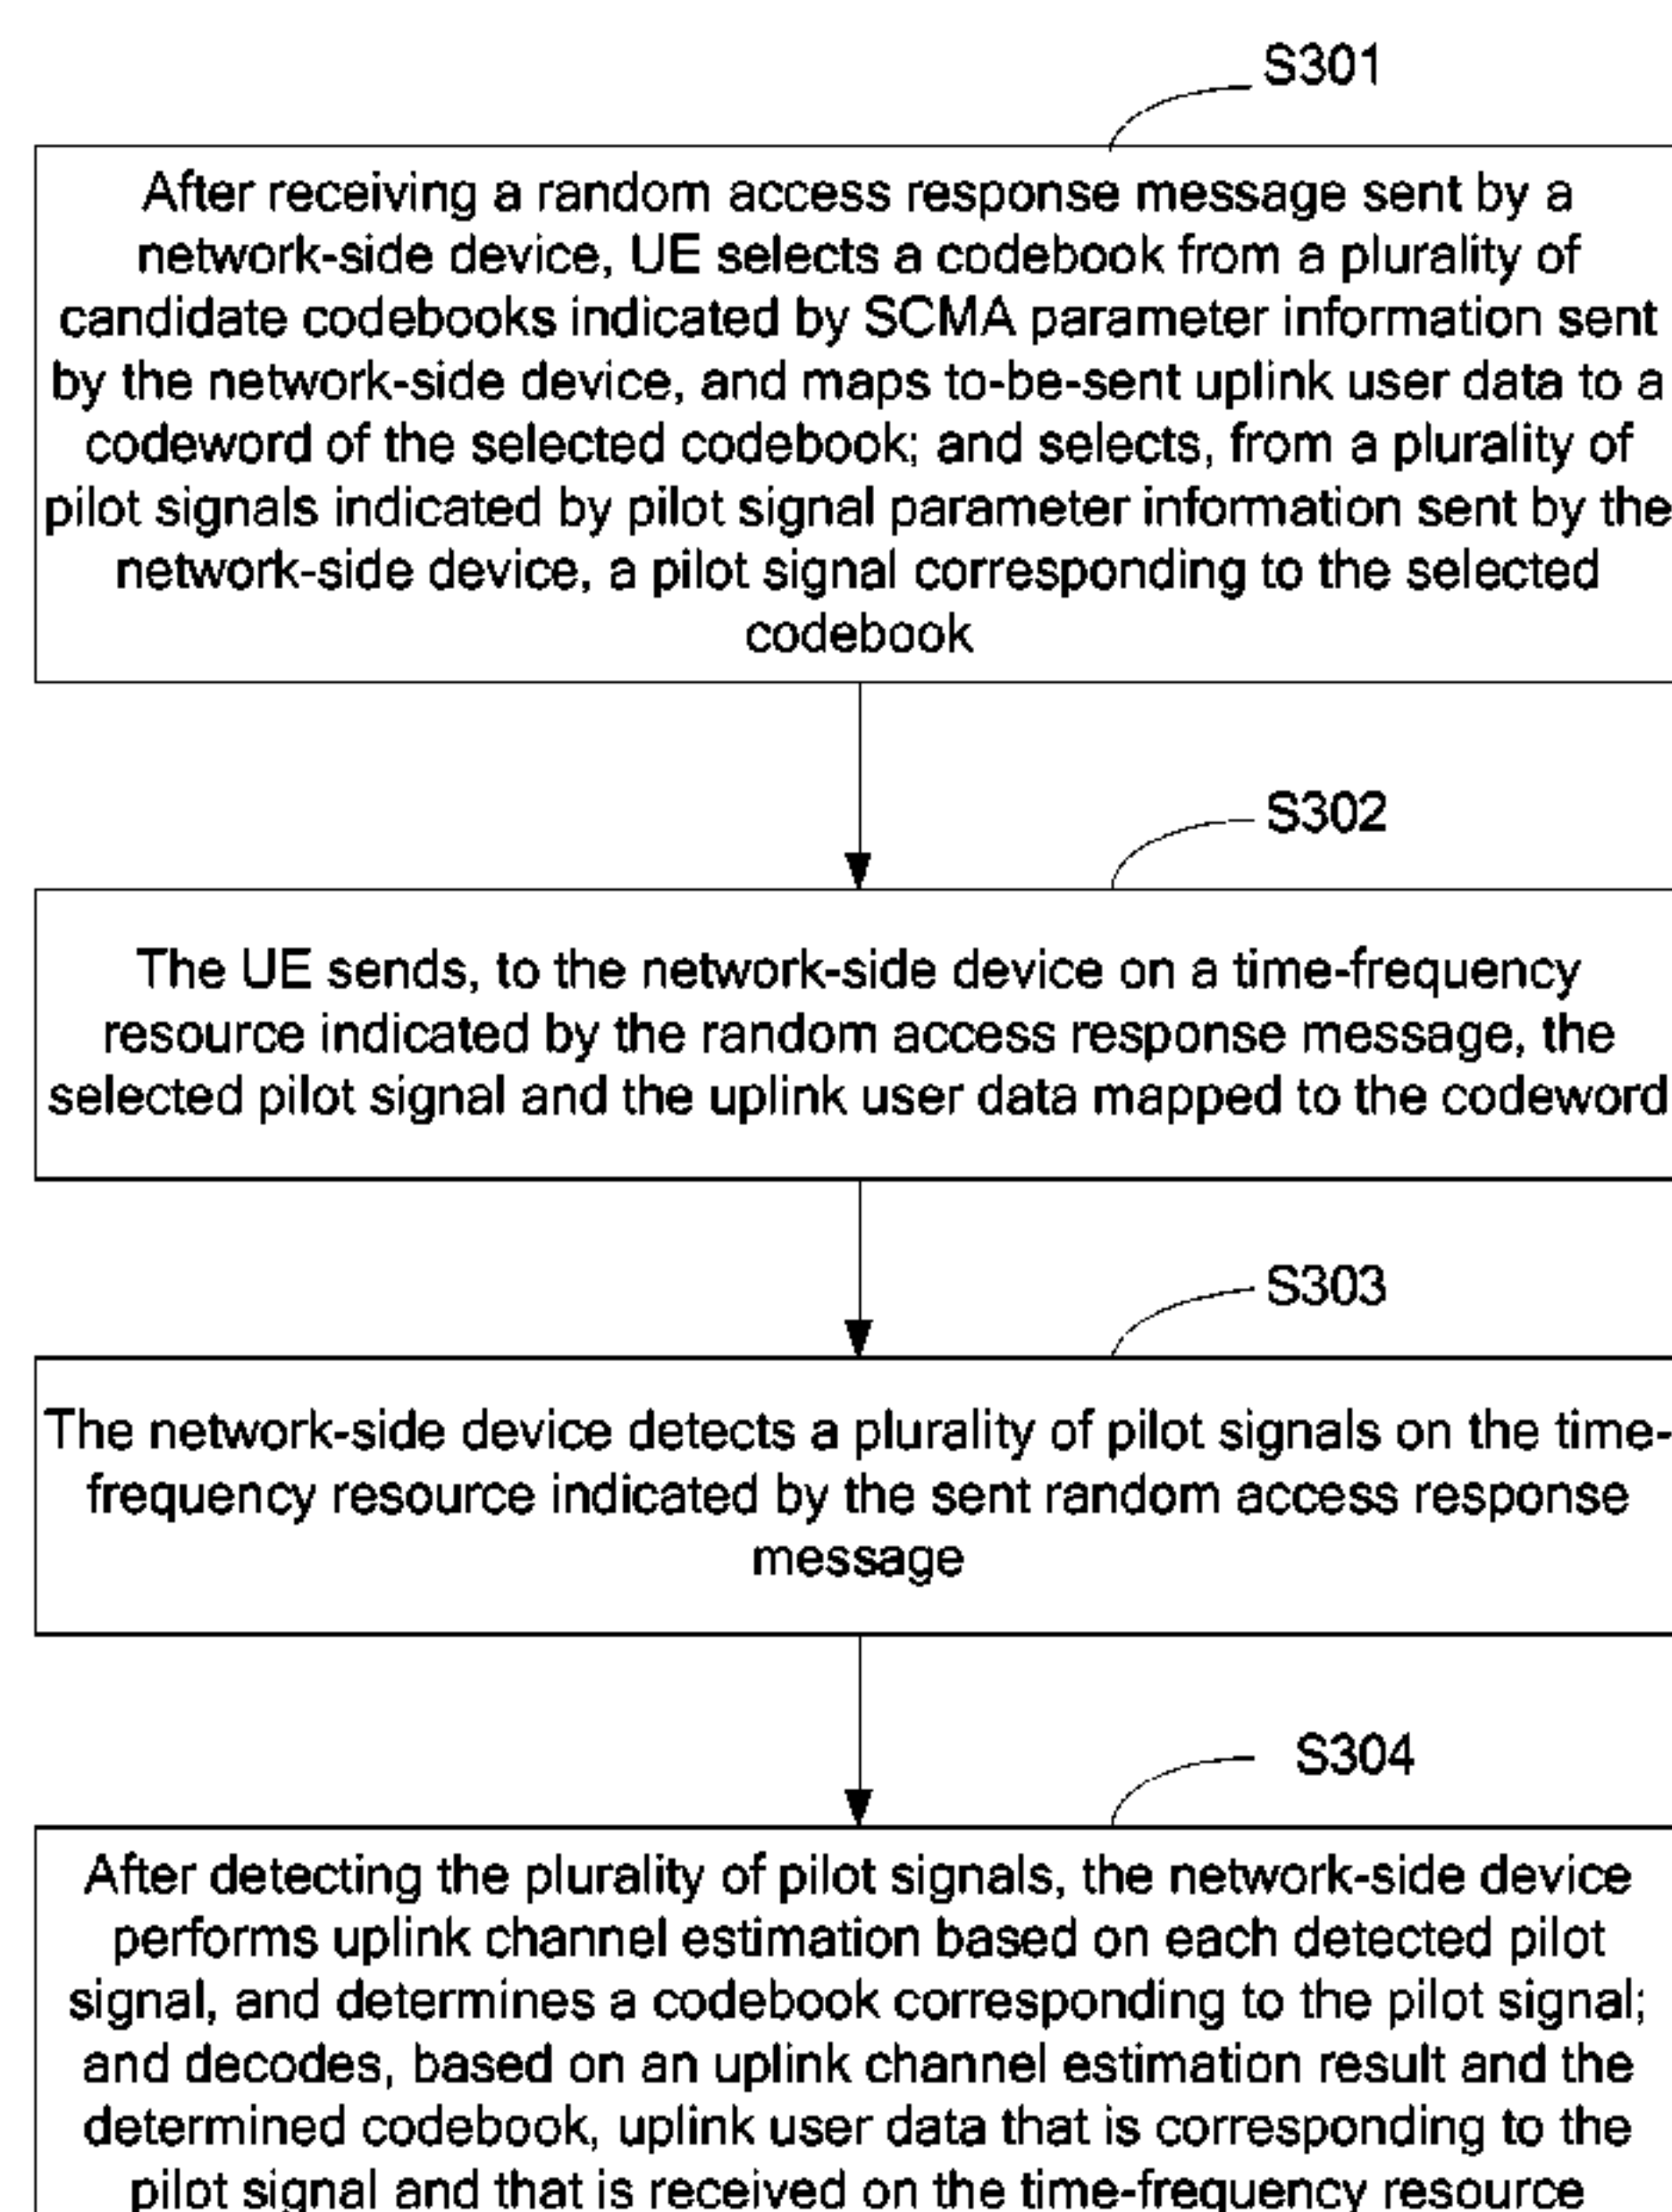 S301
After receiving a random access response message sent by a
network-side device, UE selects a codebook from a plurality of
candidate codebooks indicated by SCMA parameter information sent
by the network-side device, and maps to-be-sent uplink user data to a
codeword of the selected codebook; and selects, from a plurality of
pilot signals indicated by pilot signal parameter information sent by the
network-side device, a pilot signal corresponding to the selected
codebook
S302
The UE sends, to the network-side device on a time-frequency
resource indicated by the random access response message, the
selected pilot signal and the uplink user data mapped to the codeword
S303
The network-side device detects a plurality of pilot signals on the time-
frequency resource indicated by the sent random access response
message
S304
After detecting the plurality of pilot signals, the network-side device
performs uplink channel estimation based on each detected pilot
signal, and determines a codebook corresponding to the pilot signal;
and decodes, based on an uplink channel estimation result and the
determined codebook, uplink user data that is corresponding to the
pilot signal and that is received on the time-frequency resource